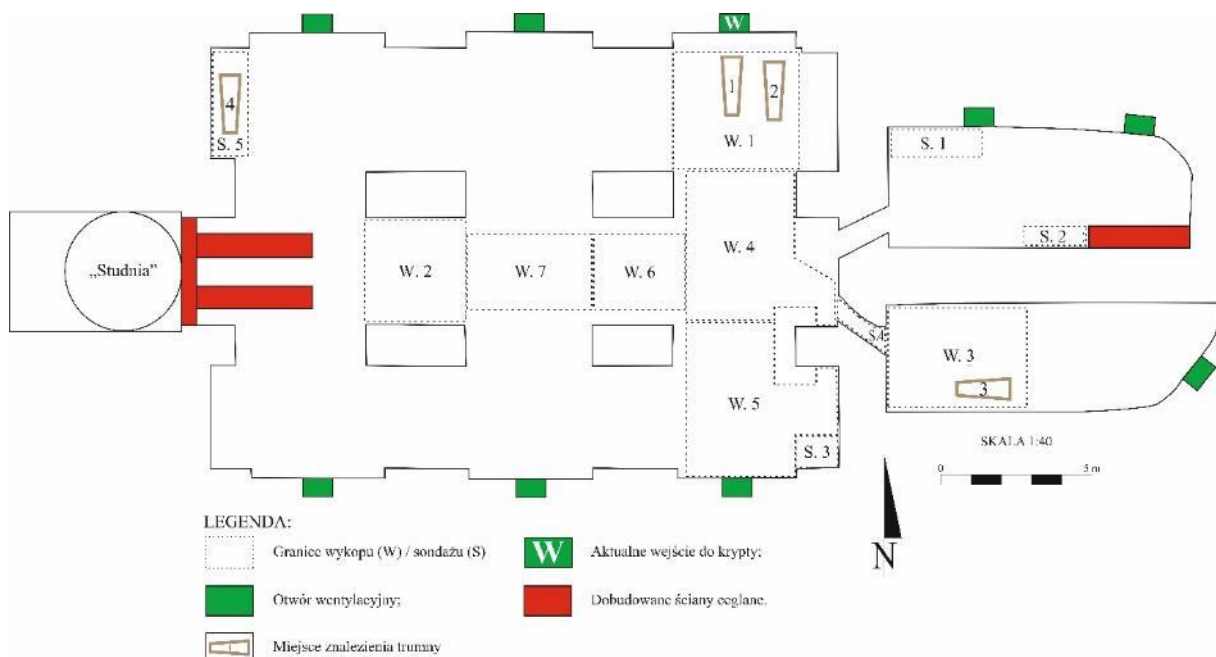 W
1
2
4
W. 1
S. 5
S. 1
S. 2
„Studnia”
W. 2
W. 7
W. 6
W. 4
S.4
W. 3
3
W. 5
S. 3
SKALA 1:40
0
5 m
N
LEGENDA:
Granice wykopu (W) / sondażu (S)
W
Aktualne wejście do krypty;
Otwór wentylacyjny;
Dobudowane ściany ceglane.
1
Miejsce znalezienia trumny